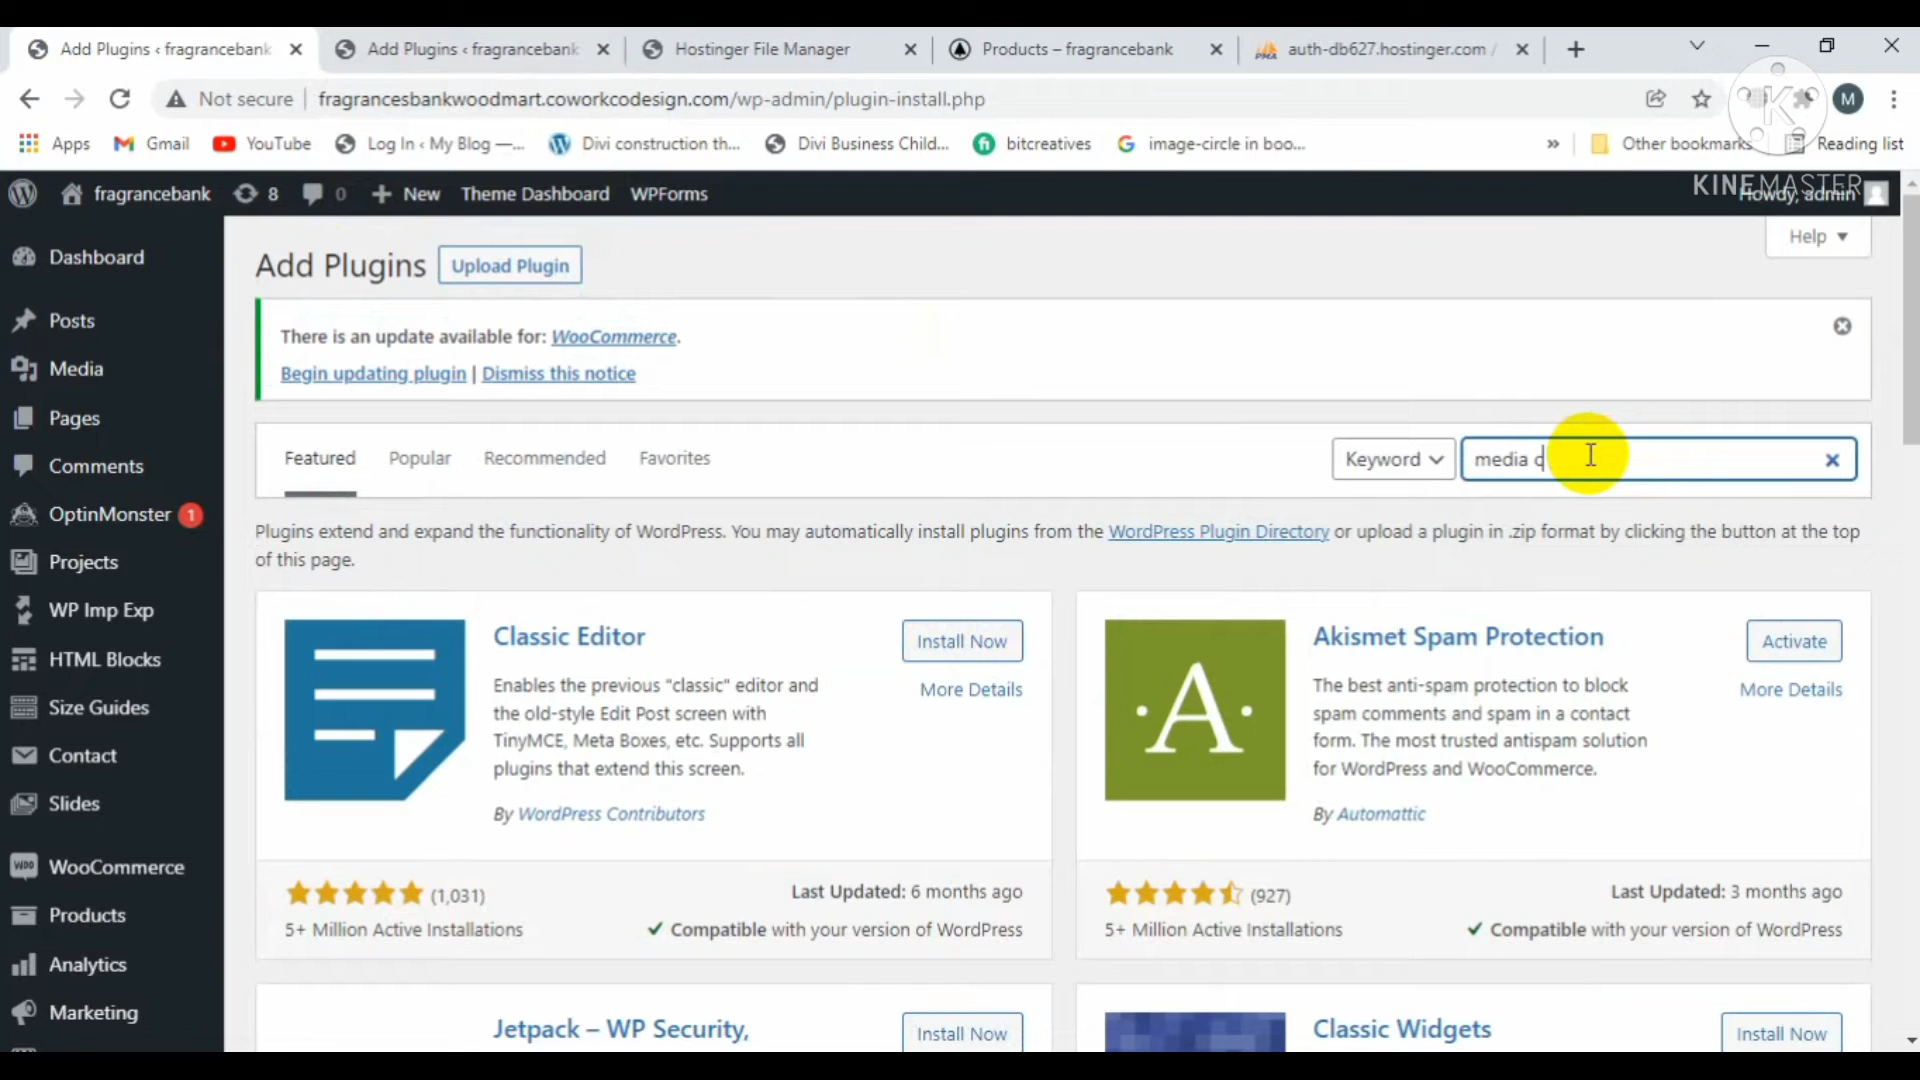 Add Plugins ‹ fragrancebank
Add Plugins ‹ fragrancebank
Hostinger File Manager
Products – fragrancebank
auth-db627.hostinger.com /
Not secure
fragrancesbankwoodmart.coworkcodesign.com/wp-admin/plugin-install.php
M
Apps
Gmail
YouTube
Log In ‹ My Blog —...
Divi construction th...
Divi Business Child...
bitcreatives
image-circle in boo...
»
Other bookmarks
Reading list
fragrancebank
8
0
New
Theme Dashboard
WPForms
KINEMASTER
Howdy, admin
Help
Dashboard
Posts
Media
Pages
Comments
OptinMonster 1
Projects
WP Imp Exp
HTML Blocks
Size Guides
Contact
Slides
WooCommerce
Products
Analytics
Marketing
Add Plugins
Upload Plugin
There is an update available for: WooCommerce.
Begin updating plugin | Dismiss this notice
Featured
Popular
Recommended
Favorites
Keyword
media c
Plugins extend and expand the functionality of WordPress. You may automatically install plugins from the WordPress Plugin Directory or upload a plugin in .zip format by clicking the button at the top
of this page.
Classic Editor
Install Now
More Details
Enables the previous "classic" editor and
the old-style Edit Post screen with
TinyMCE, Meta Boxes, etc. Supports all
plugins that extend this screen.
By WordPress Contributors
(1,031)
5+ Million Active Installations
Last Updated: 6 months ago
Compatible with your version of WordPress
A
Akismet Spam Protection
Activate
More Details
The best anti-spam protection to block
spam comments and spam in a contact
form. The most trusted antispam solution
for WordPress and WooCommerce.
By Automattic
(927)
5+ Million Active Installations
Last Updated: 3 months ago
Compatible with your version of WordPress
Jetpack – WP Security,
Install Now
Classic Widgets
Install Now